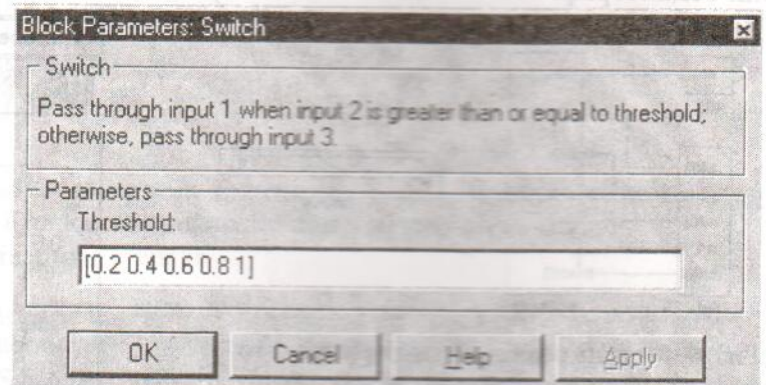 Block Parameters: Switch
Switch
Pass through input 1 when input 2 is greater than or equal to threshold;
otherwise, pass through input 3.
Parameters
Threshold:
[0.2 0.4 0.6 0.8 1]
OK Cancel Help Apply